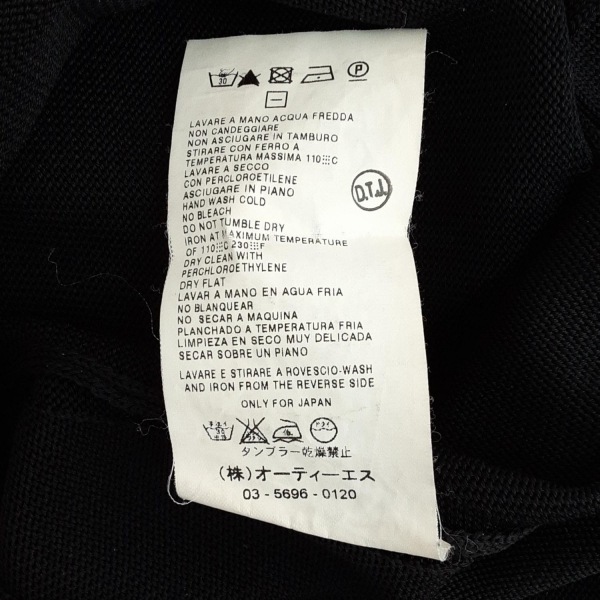 30 P
LAVARE A MANO ACQUA FREDDA
NON CANDEGGIARE
NON ASCIUGARE IN TAMBURO
STIRARE CON FERRO A
TEMPERATURA MASSIMA 110 C
LAVARE A SECCO
CON PERCLOROETILENE
ASCIUGARE IN PIANO
D.T.J.
HAND WASH COLD
NO BLEACH
DO NOT TUMBLE DRY
IRON AT MAXIMUM TEMPERATURE
OF 110 C 230 F
DRY CLEAN WITH
PERCHLOROETHYLENE
DRY FLAT
LAVAR A MANO EN AGUA FRIA
NO BLANQUEAR
NO SECAR A MAQUINA
PLANCHADO A TEMPERATURA FRIA
LIMPIEZA EN SECO MUY DELICADA
SECAR SOBRE UN PIANO
LAVARE E STIRARE A ROVESCIO-WASH
AND IRON FROM THE REVERSE SIDE
ONLY FOR JAPAN
タンブラー乾燥禁止
(株)オーティーエス
03-5696-0120